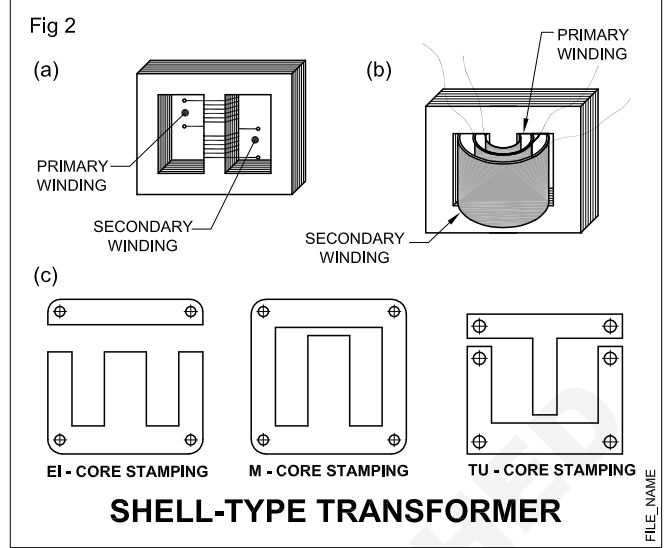 Fig 2
(a)
PRIMARY
WINDING
SECONDARY
WINDING
(b)
PRIMARY
WINDING
SECONDARY
WINDING
(c)
EI - CORE STAMPING
M - CORE STAMPING
TU - CORE STAMPING
SHELL-TYPE TRANSFORMER
FILE_NAME